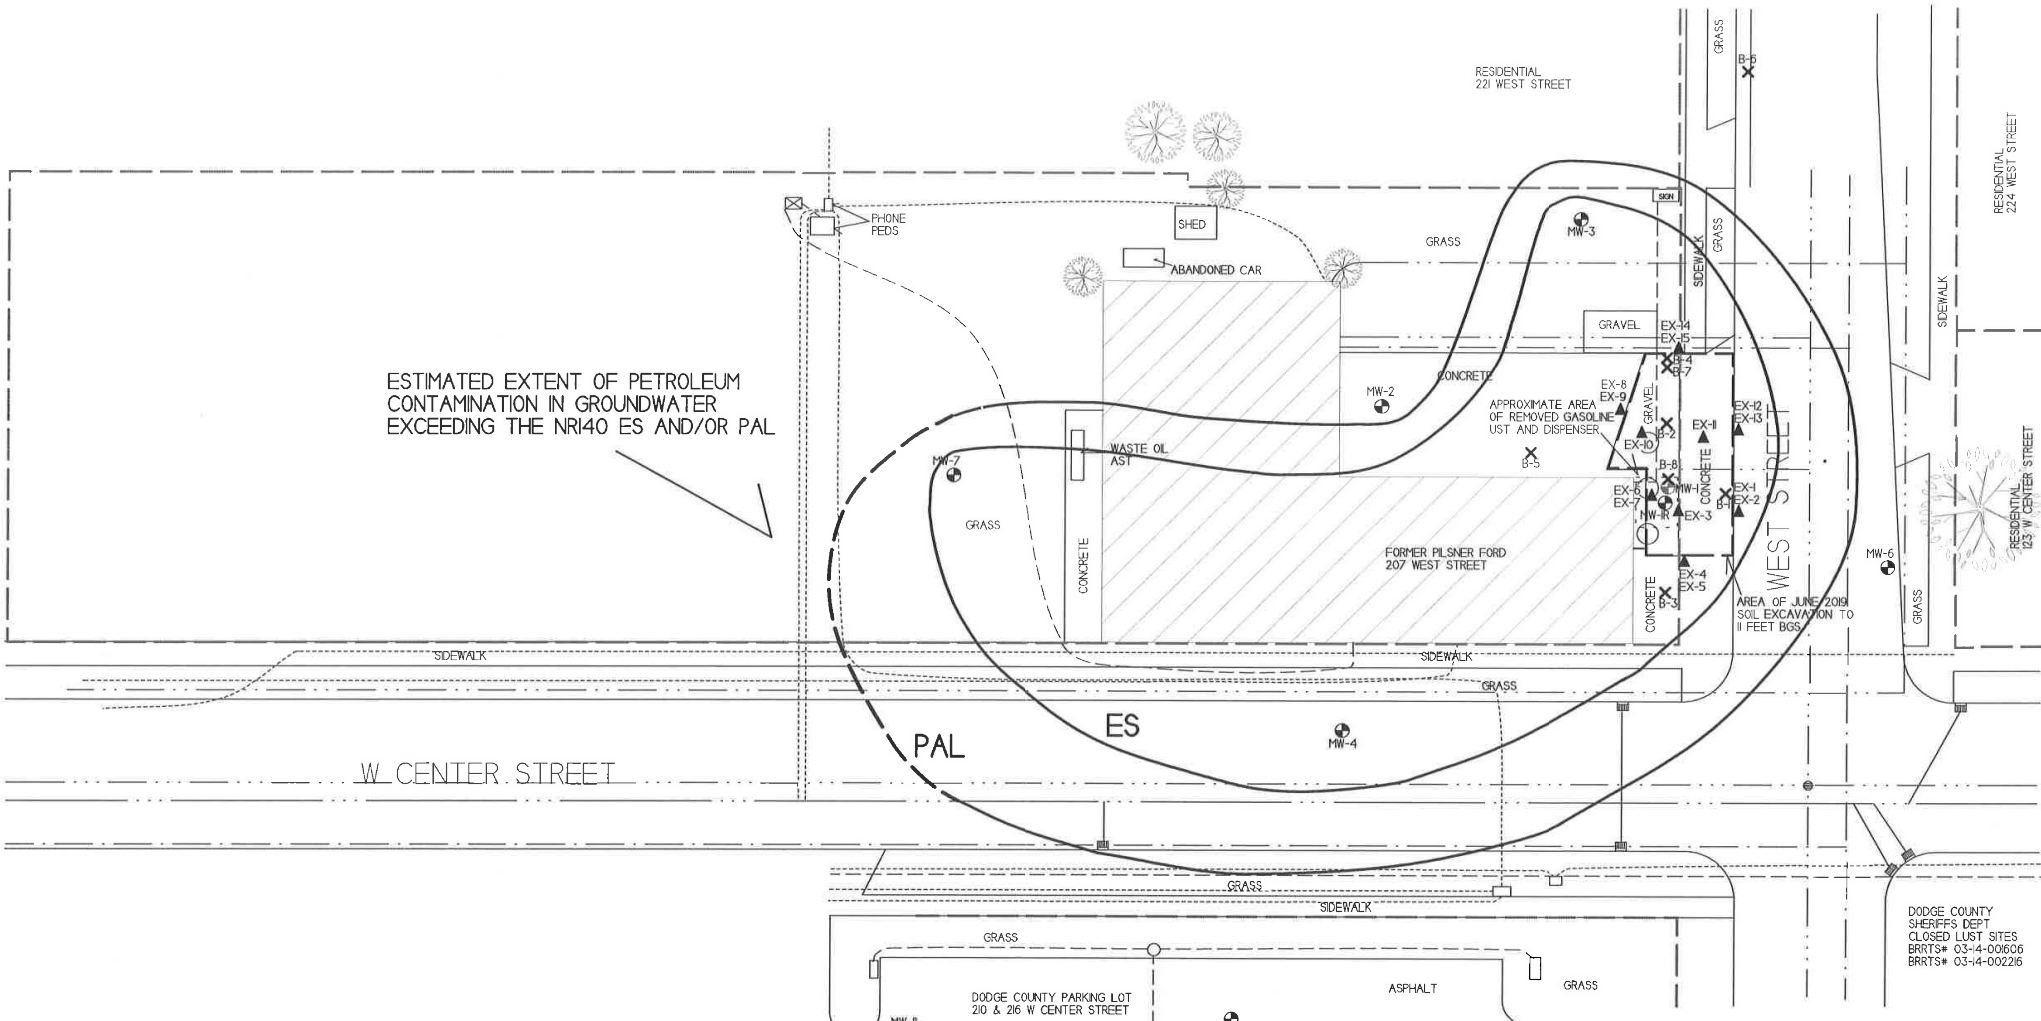 GRASS
B-6
RESIDENTIAL
221 WEST STREET
RESIDENTIAL
224 WEST STREET
PHONE
PEDS
SHED
ABANDONED CAR
GRASS
SIGN
MW-3
SIDEWALK
GRASS
SIDEWALK
GRAVEL
EX-14
EX-15
B-4
B-7
ESTIMATED EXTENT OF PETROLEUM
CONTAMINATION IN GROUNDWATER
EXCEEDING THE NR140 ES AND/OR PAL
CONCRETE
MW-2
EX-8
EX-9
GRAVEL
APPROXIMATE AREA
OF REMOVED GASOLINE
UST AND DISPENSER
EX-12
EX-13
EX-11
B-2
EX-10
WASTE OIL
AST
MW-7
B-5
B-8
CONCRETE
EX-6
EX-7
MW-1
EX-1
EX-2
B-1
MW-1R
EX-3
WEST STREET
RESIDENTIAL
123 W CENTER STREET
GRASS
CONCRETE
FORMER PILSNER FORD
207 WEST STREET
MW-6
EX-4
EX-5
B-3
CONCRETE
AREA OF JUNE 2019
SOIL EXCAVATION TO
11 FEET BGS
GRASS
SIDEWALK
SIDEWALK
GRASS
ES
PAL
MW-4
W CENTER STREET
GRASS
SIDEWALK
GRASS
DODGE COUNTY
SHERIFFS DEPT
CLOSED LUST SITES
BRRTS# 03-14-001606
BRRTS# 03-14-002216
DODGE COUNTY PARKING LOT
210 & 216 W CENTER STREET
ASPHALT
GRASS
MW-8